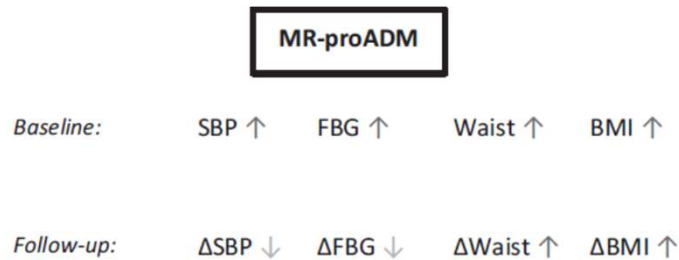 MR-proADM
Baseline: SBP ↑ FBG ↑ Waist ↑ BMI ↑
Follow-up: ΔSBP ↓ ΔFBG ↓ ΔWaist ↑ ΔBMI ↑